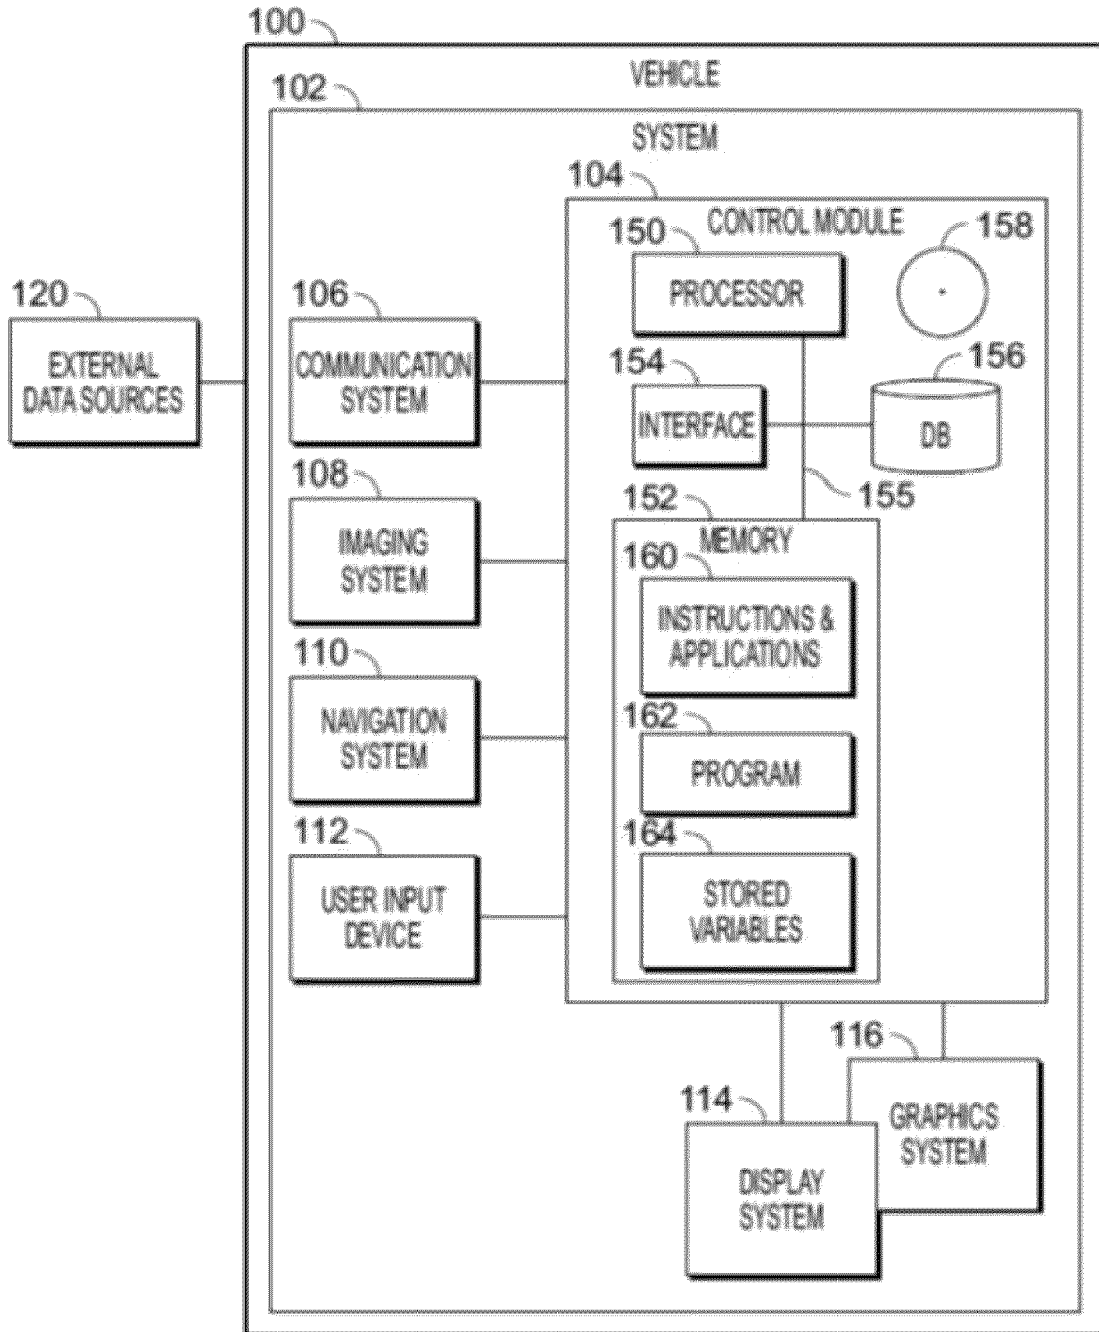 100
VEHICLE
102
SYSTEM
104
CONTROL MODULE
150
PROCESSOR
158
120
EXTERNAL
DATA SOURCES
106
COMMUNICATION
SYSTEM
154
INTERFACE
156
DB
155
108
IMAGING
SYSTEM
152
MEMORY
160
INSTRUCTIONS &
APPLICATIONS
110
NAVIGATION
SYSTEM
162
PROGRAM
112
USER INPUT
DEVICE
164
STORED
VARIABLES
116
GRAPHICS
SYSTEM
114
DISPLAY
SYSTEM